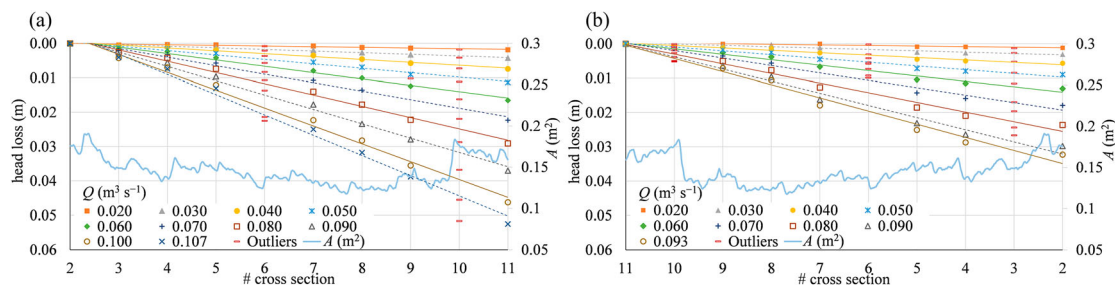 (a)
head loss (m)
0.00
0.01
0.02
0.03
0.04
0.05
0.06
0.3
0.25
0.2
0.15
0.1
0.05
A (m²)
Q (m³ s⁻¹)
0.020 0.030 0.040 0.050
0.060 0.070 0.080 0.090
0.100 0.107 Outliers A (m²)
2 3 4 5 6 7 8 9 10 11
# cross section
(b)
head loss (m)
0.00
0.01
0.02
0.03
0.04
0.05
0.06
0.3
0.25
0.2
0.15
0.1
0.05
A (m²)
Q (m³ s⁻¹)
0.020 0.030 0.040 0.050
0.060 0.070 0.080 0.090
0.093 Outliers A (m²)
11 10 9 8 7 6 5 4 3 2
# cross section